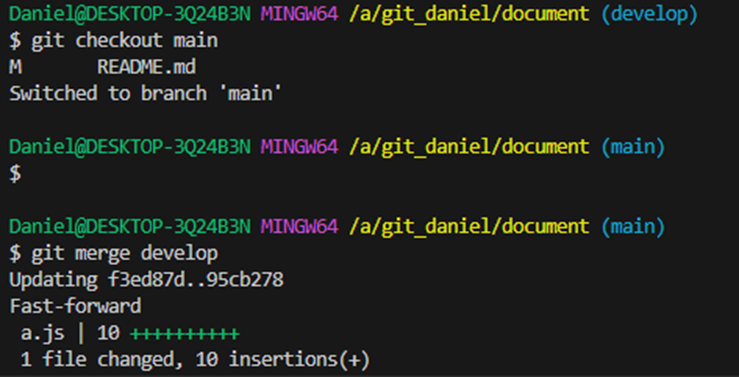 Daniel@DESKTOP-3Q24B3N MINGW64 /a/git_daniel/document (develop)
$ git checkout main
M       README.md
Switched to branch 'main'
Daniel@DESKTOP-3Q24B3N MINGW64 /a/git_daniel/document (main)
$
Daniel@DESKTOP-3Q24B3N MINGW64 /a/git_daniel/document (main)
$ git merge develop
Updating f3ed87d..95cb278
Fast-forward
 a.js | 10 ++++++++++
 1 file changed, 10 insertions(+)